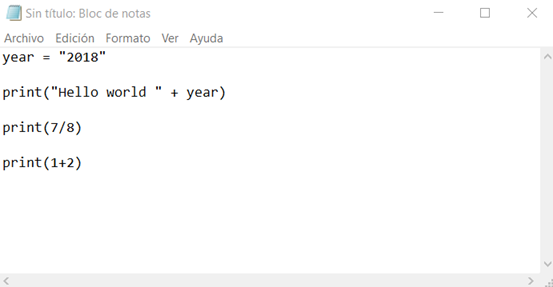 Sin título: Bloc de notas
Archivo Edición Formato Ver Ayuda
year = "2018"
print("Hello world " + year)
print(7/8)
print(1+2)